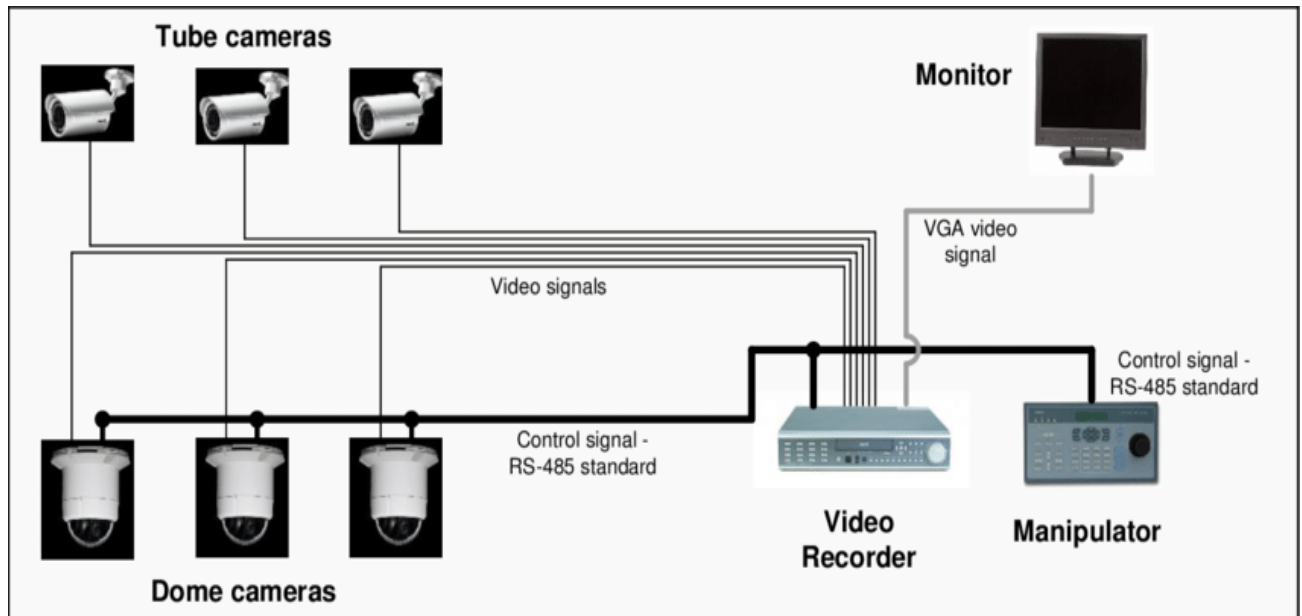 Tube cameras
Monitor
VGA video
signal
Video signals
Control signal -
RS-485 standard
Control signal -
RS-485 standard
Video
Recorder
Manipulator
Dome cameras